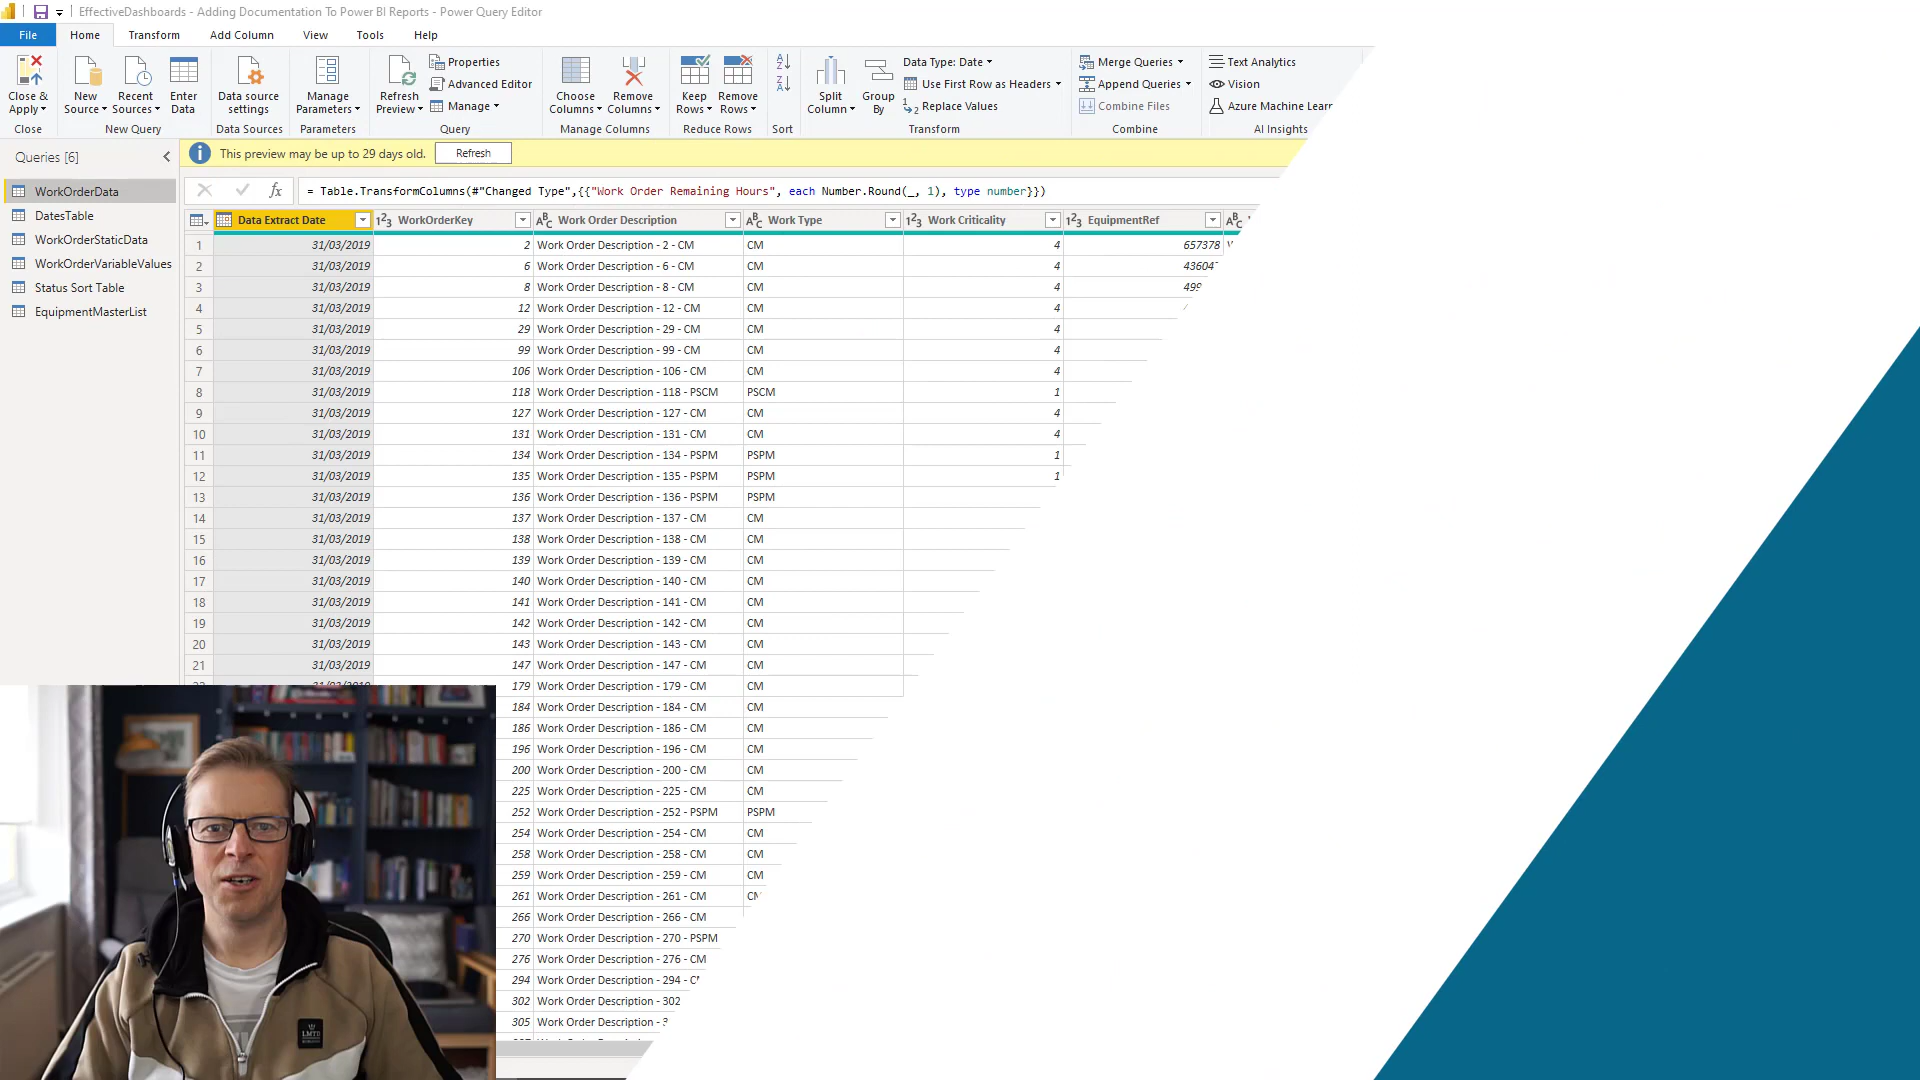 EffectiveDashboards - Adding Documentation To Power BI Reports - Power Query Editor
File Home Transform Add Column View Tools Help
Close & Apply
New Source
Recent Sources
Enter Data
Data source settings
Manage Parameters
Refresh Preview
Properties
Advanced Editor
Manage
Choose Columns
Remove Columns
Keep Rows
Remove Rows
Split Column
Group By
Data Type: Date
Use First Row as Headers
Replace Values
Merge Queries
Append Queries
Combine Files
Text Analytics
Vision
Azure Machine Learn
Close New Query Data Sources Parameters Query Manage Columns Reduce Rows Sort Transform Combine AI Insights
Queries [6]
This preview may be up to 29 days old. Refresh
WorkOrderData
DatesTable
WorkOrderStaticData
WorkOrderVariableValues
Status Sort Table
EquipmentMasterList
fx = Table.TransformColumns(#"Changed Type",{{"Work Order Remaining Hours", each Number.Round(_, 1), type number}})
Data Extract Date 123 WorkOrderKey ABC Work Order Description ABC Work Type 123 Work Criticality 123 EquipmentRef ABC
1 31/03/2019 2 Work Order Description - 2 - CM CM 4 657378
2 31/03/2019 6 Work Order Description - 6 - CM CM 4 43604
3 31/03/2019 8 Work Order Description - 8 - CM CM 4 499
4 31/03/2019 12 Work Order Description - 12 - CM CM 4
5 31/03/2019 29 Work Order Description - 29 - CM CM 4
6 31/03/2019 99 Work Order Description - 99 - CM CM 4
7 31/03/2019 106 Work Order Description - 106 - CM CM 4
8 31/03/2019 118 Work Order Description - 118 - PSCM PSCM 1
9 31/03/2019 127 Work Order Description - 127 - CM CM 4
10 31/03/2019 131 Work Order Description - 131 - CM CM 4
11 31/03/2019 134 Work Order Description - 134 - PSPM PSPM 1
12 31/03/2019 135 Work Order Description - 135 - PSPM PSPM 1
13 31/03/2019 136 Work Order Description - 136 - PSPM PSPM
14 31/03/2019 137 Work Order Description - 137 - CM CM
15 31/03/2019 138 Work Order Description - 138 - CM CM
16 31/03/2019 139 Work Order Description - 139 - CM CM
17 31/03/2019 140 Work Order Description - 140 - CM CM
18 31/03/2019 141 Work Order Description - 141 - CM CM
19 31/03/2019 142 Work Order Description - 142 - CM CM
20 31/03/2019 143 Work Order Description - 143 - CM CM
21 31/03/2019 147 Work Order Description - 147 - CM CM
179 Work Order Description - 179 - CM CM
184 Work Order Description - 184 - CM CM
186 Work Order Description - 186 - CM CM
196 Work Order Description - 196 - CM CM
200 Work Order Description - 200 - CM CM
225 Work Order Description - 225 - CM CM
252 Work Order Description - 252 - PSPM PSPM
254 Work Order Description - 254 - CM CM
258 Work Order Description - 258 - CM CM
259 Work Order Description - 259 - CM CM
261 Work Order Description - 261 - CM CM
266 Work Order Description - 266 - CM
270 Work Order Description - 270 - PSPM
276 Work Order Description - 276 - CM
294 Work Order Description - 294 -
302 Work Order Description - 302
305 Work Order Description -
LMTD